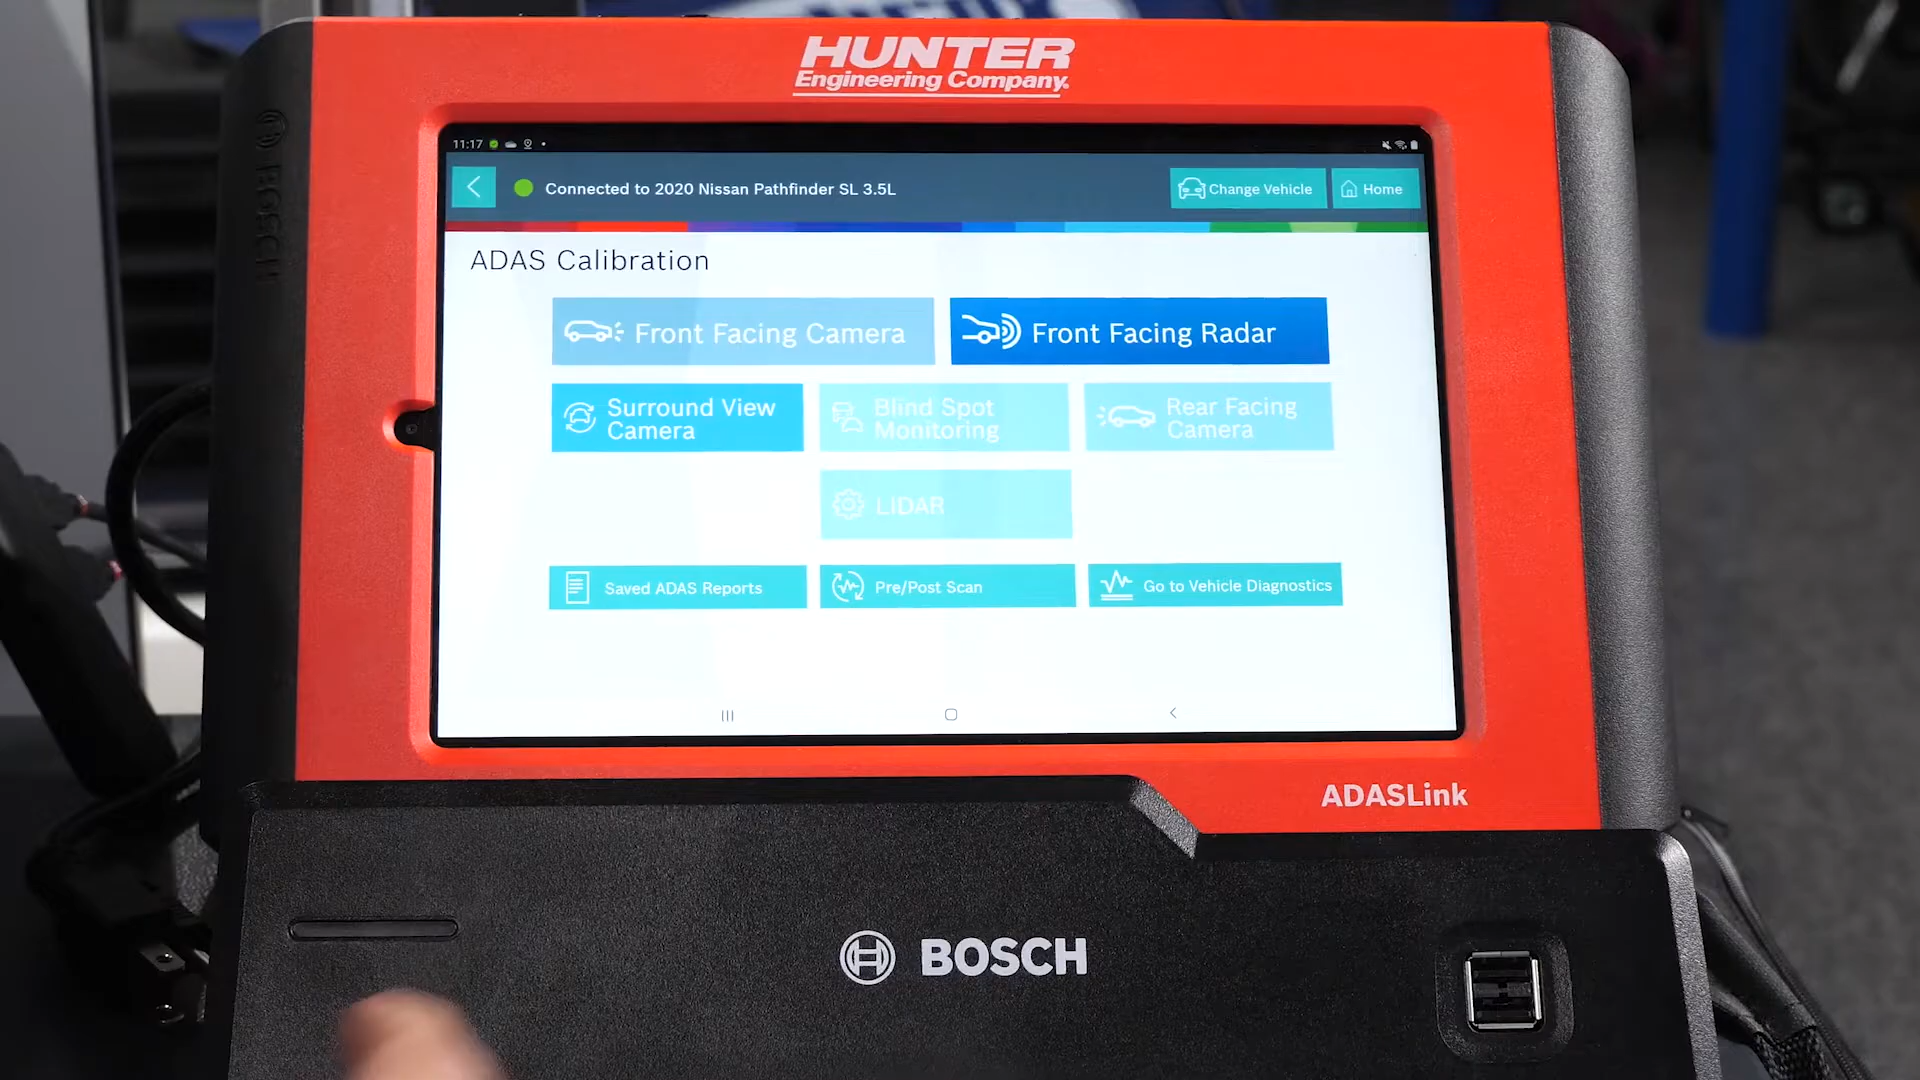 HUNTER
Engineering Company®
BOSCH
11:17
Connected to 2020 Nissan Pathfinder SL 3.5L
Change Vehicle
Home
ADAS Calibration
Front Facing Camera
Front Facing Radar
Surround View
Camera
Blind Spot
Monitoring
Rear Facing
Camera
LiDAR
Saved ADAS Reports
Pre/Post Scan
Go to Vehicle Diagnostics
ADASLink
BOSCH